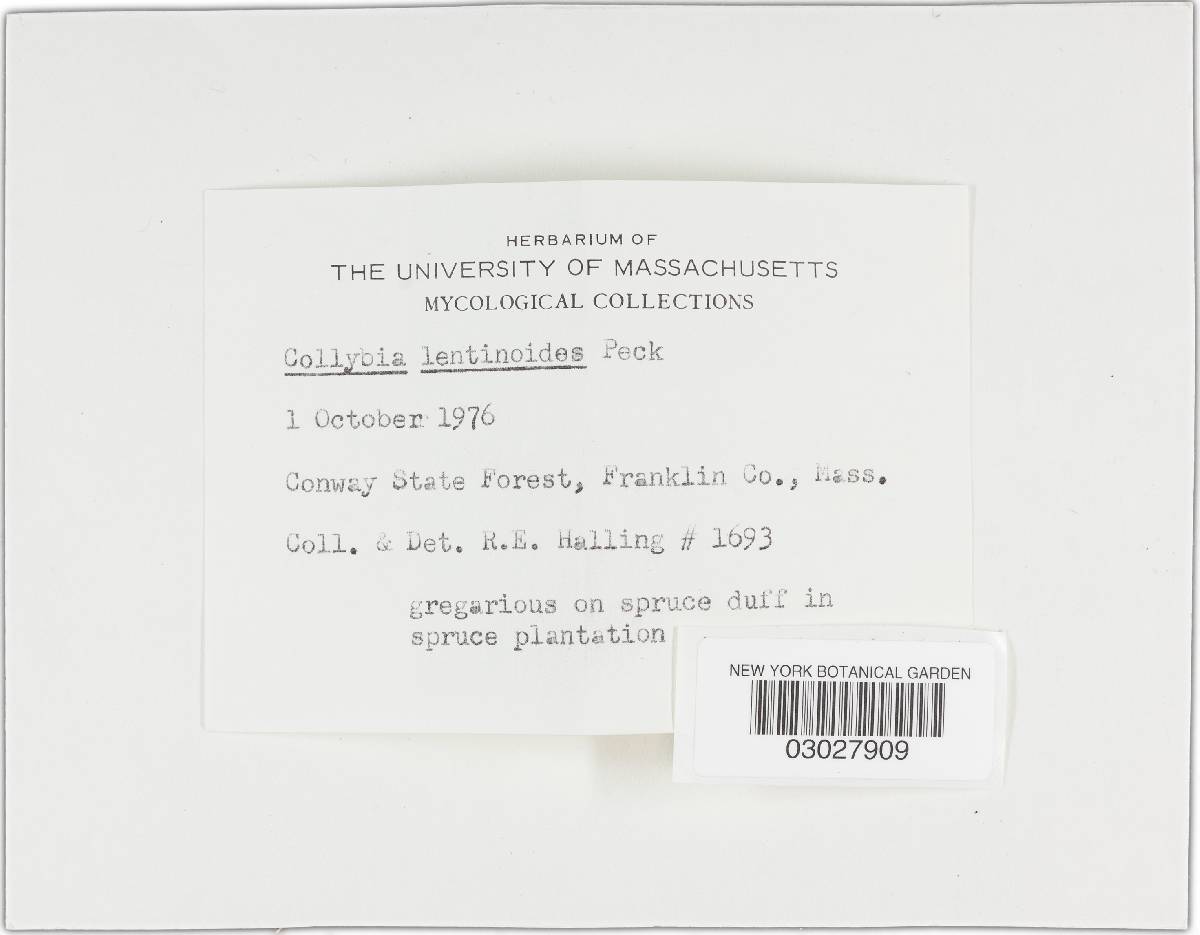 HERBARIUM OF
THE UNIVERSITY OF MASSACHUSETTS
MYCOLOGICAL COLLECTIONS
Collybia lentinoides Peck
1 October 1976
Conway State Forest, Franklin Co., Mass.
Coll. & Det. R.E. Halling # 1693
gregarious on spruce duff in
spruce plantation
NEW YORK BOTANICAL GARDEN
03027909